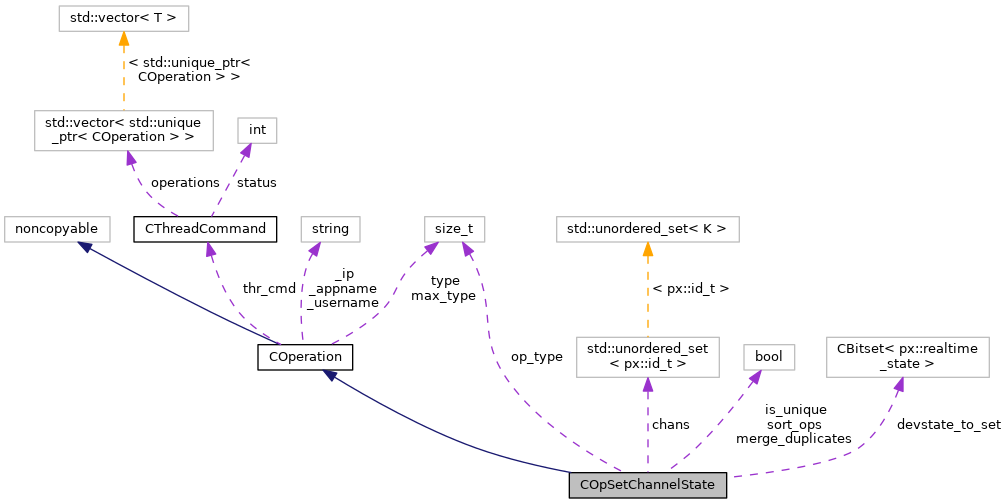 std::vector< T >
< std::unique_ptr<
COperation > >
std::vector< std::unique
_ptr< COperation > >
int
operations
status
noncopyable
CThreadCommand
string
size_t
std::unordered_set< K >
thr_cmd
_ip
_appname
_username
type
max_type
< px::id_t >
COperation
op_type
std::unordered_set
< px::id_t >
bool
CBitset< px::realtime
_state >
chans
is_unique
sort_ops
merge_duplicates
devstate_to_set
COpSetChannelState